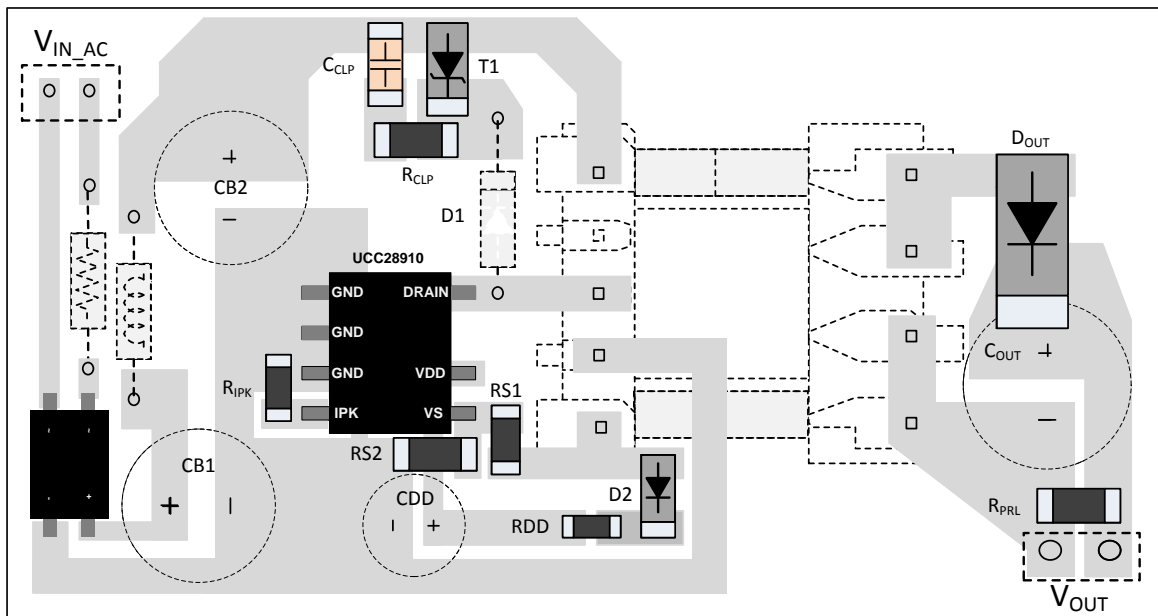 V_IN_AC
C_CLP
T1
R_CLP
CB2
D1
D_OUT
UCC28910
GND
DRAIN
GND
GND
VDD
IPK
VS
R_IPK
RS1
RS2
C_OUT
CB1
CDD
D2
RDD
R_PRL
V_OUT